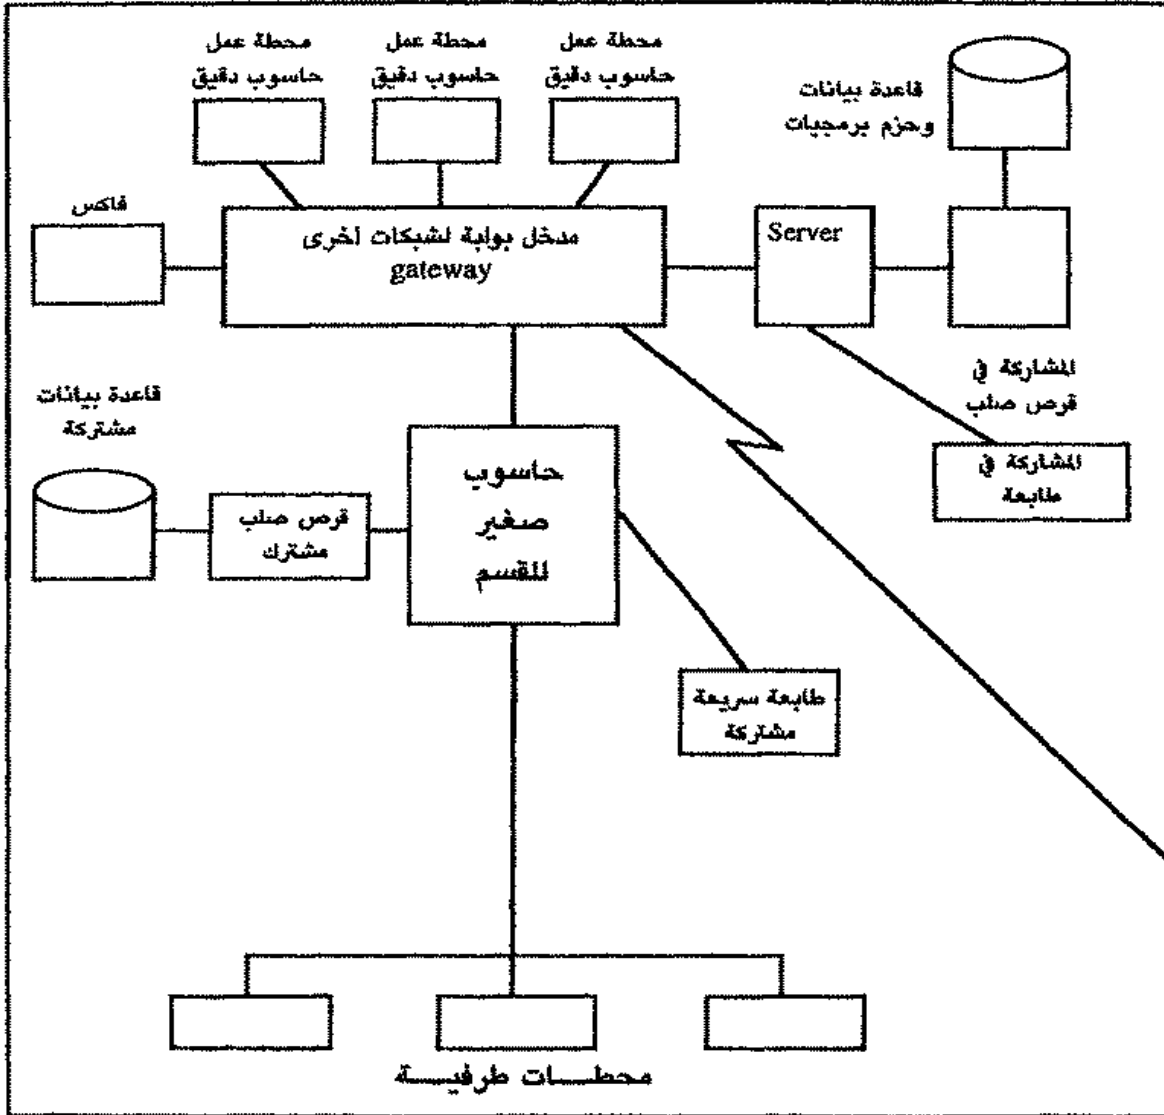 محطة عمل
حاسوب دقيق
محطة عمل
حاسوب دقيق
محطة عمل
حاسوب دقيق
قاعدة بيانات
وحزم برمجيات
فاكس
مدخل بوابة لشبكات أخرى
gateway
Server
المشاركة في
قرص صلب
المشاركة في
طابعة
قاعدة بيانات
مشتركة
قرص صلب
مشترك
حاسوب
صغير
للقسم
طابعة سريعة
مشتركة
محطات طرفية